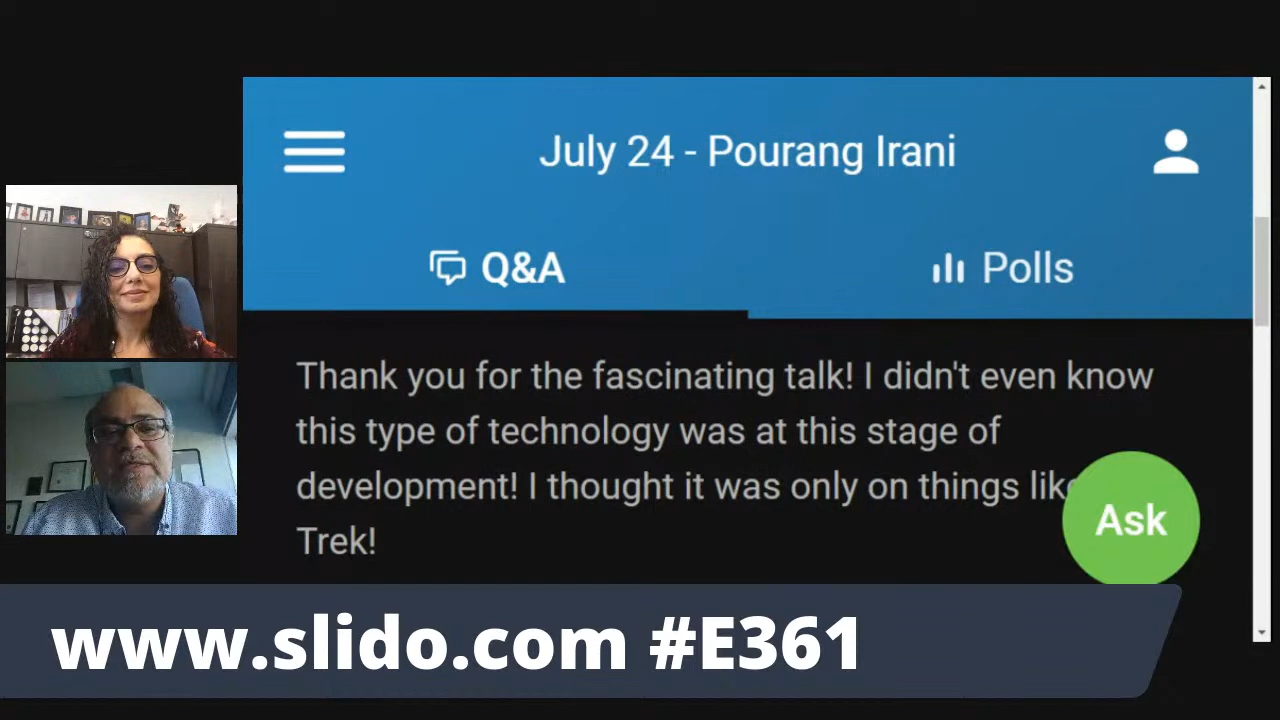 July 24 - Pourang Irani
Q&A
Polls
Thank you for the fascinating talk! I didn't even know
this type of technology was at this stage of
development! I thought it was only on things
Trek!
Ask
www.slido.com #E361